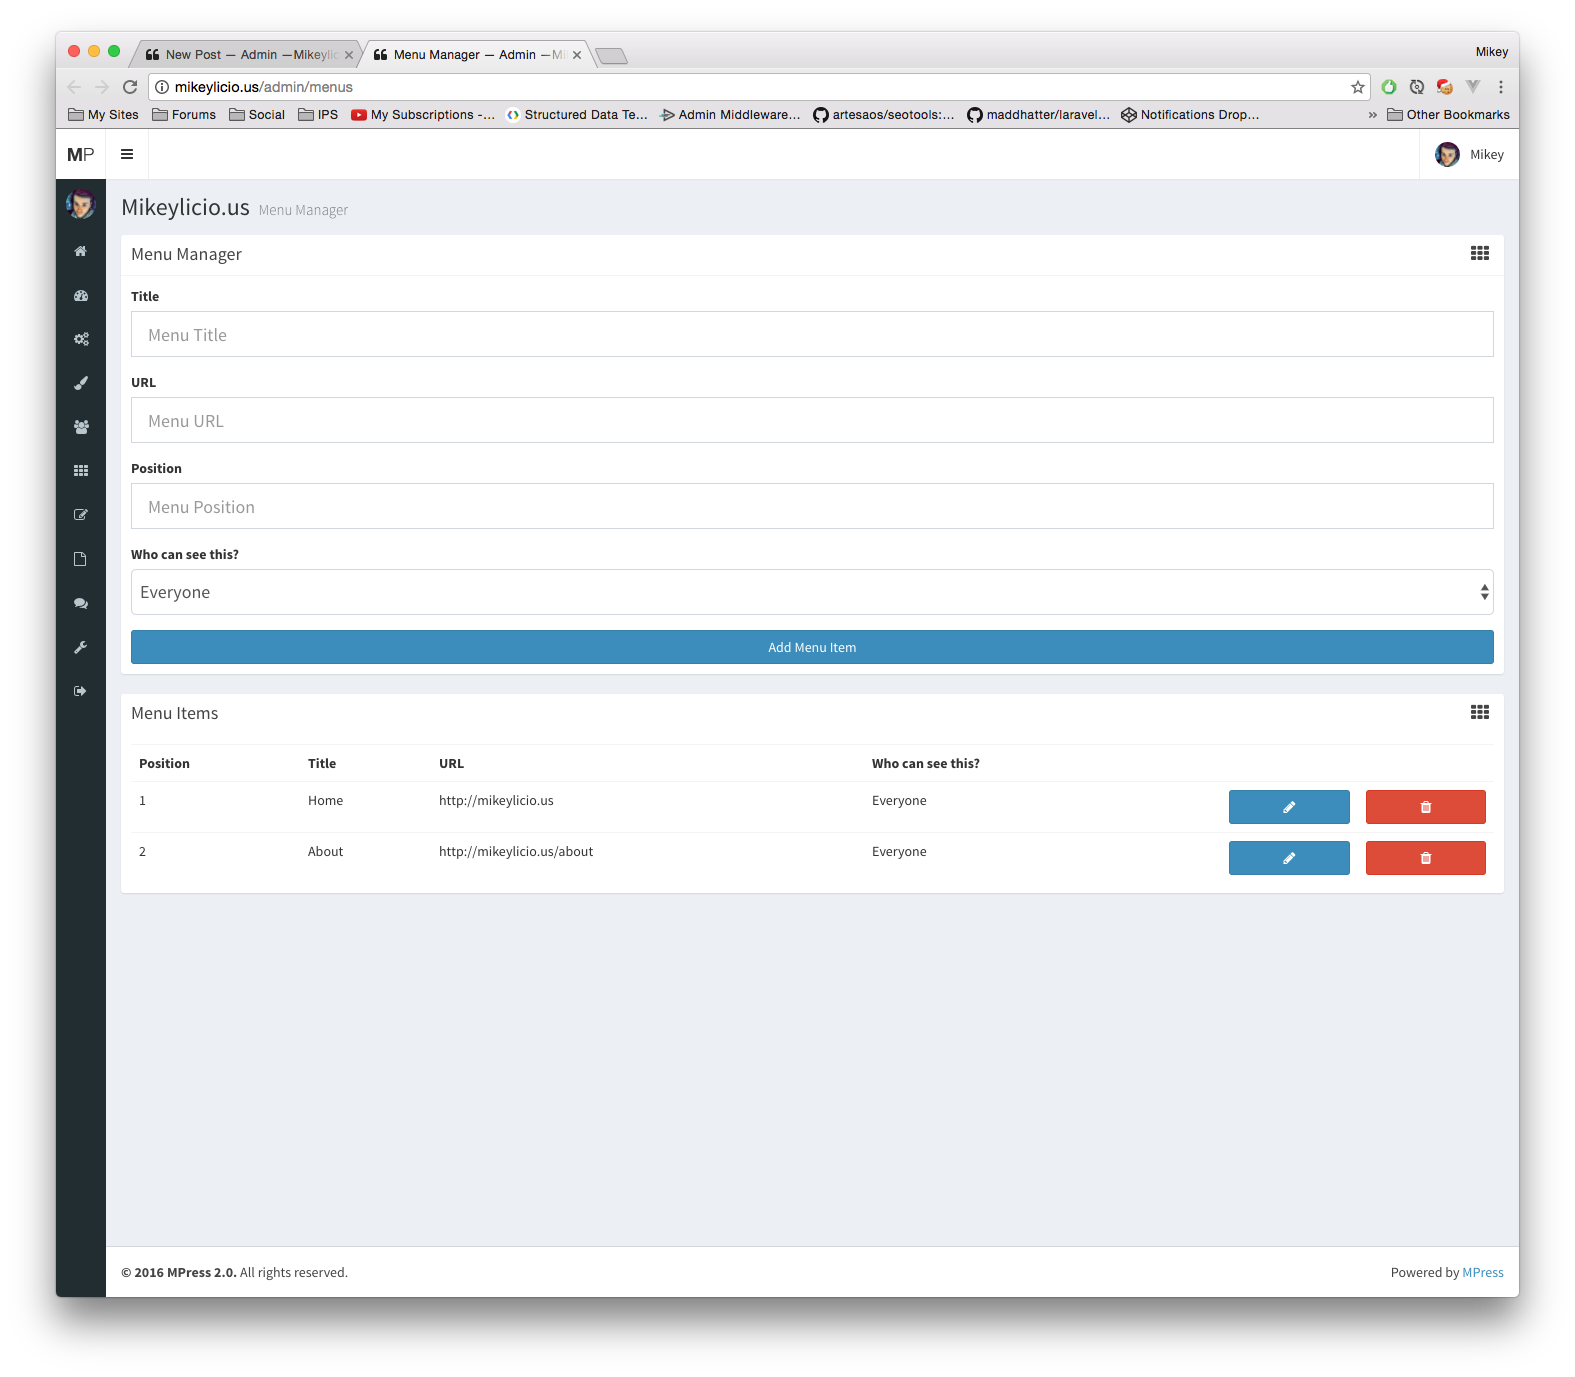 New Post — Admin —Mikeylic
Menu Manager — Admin —Mi
Mikey
mikeylicio.us/admin/menus
My Sites
Forums
Social
IPS
My Subscriptions -...
Structured Data Te...
Admin Middleware...
artesaos/seotools:...
maddhatter/laravel...
Notifications Drop...
»
Other Bookmarks
MP
Mikey
Mikeylicio.us Menu Manager
Menu Manager
Title
Menu Title
URL
Menu URL
Position
Menu Position
Who can see this?
Everyone
Add Menu Item
Menu Items
Position Title URL Who can see this?
1 Home http://mikeylicio.us Everyone
2 About http://mikeylicio.us/about Everyone
© 2016 MPress 2.0. All rights reserved.
Powered by MPress